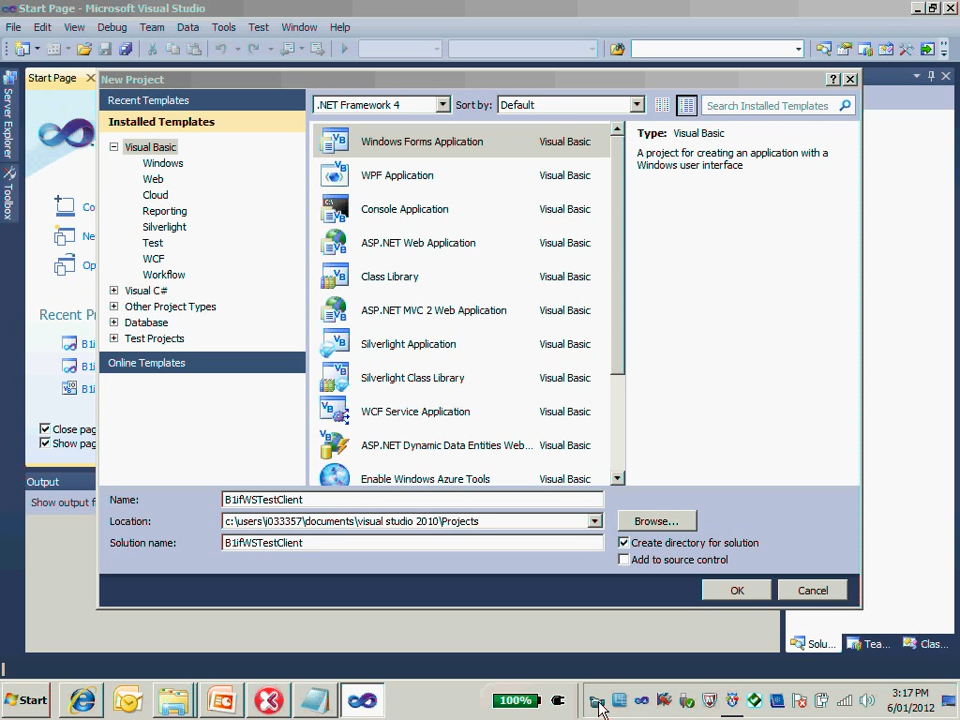 Start Page - Microsoft Visual Studio
File Edit View Debug Team Data Tools Test Window Help
Server Explorer
Toolbox
Start Page
New Project
Recent Templates
Installed Templates
Visual Basic
Windows
Web
Cloud
Reporting
Silverlight
Test
WCF
Workflow
Visual C#
Other Project Types
Database
Test Projects
Online Templates
.NET Framework 4
Sort by: Default
Search Installed Templates
Windows Forms Application Visual Basic
WPF Application Visual Basic
Console Application Visual Basic
ASP.NET Web Application Visual Basic
Class Library Visual Basic
ASP.NET MVC 2 Web Application Visual Basic
Silverlight Application Visual Basic
Silverlight Class Library Visual Basic
WCF Service Application Visual Basic
ASP.NET Dynamic Data Entities Web... Visual Basic
Enable Windows Azure Tools Visual Basic
Type: Visual Basic
A project for creating an application with a
Windows user interface
Co
Ne
Op
Recent P
B1i
B1i
B1i
Close pag
Show pag
Output
Show output f
Name: B1ifWSTestClient
Location: c:\users\i033357\documents\visual studio 2010\Projects
Browse...
Solution name: B1ifWSTestClient
Create directory for solution
Add to source control
OK Cancel
Solu... Tea... Clas...
Start
100%
3:17 PM
6/01/2012